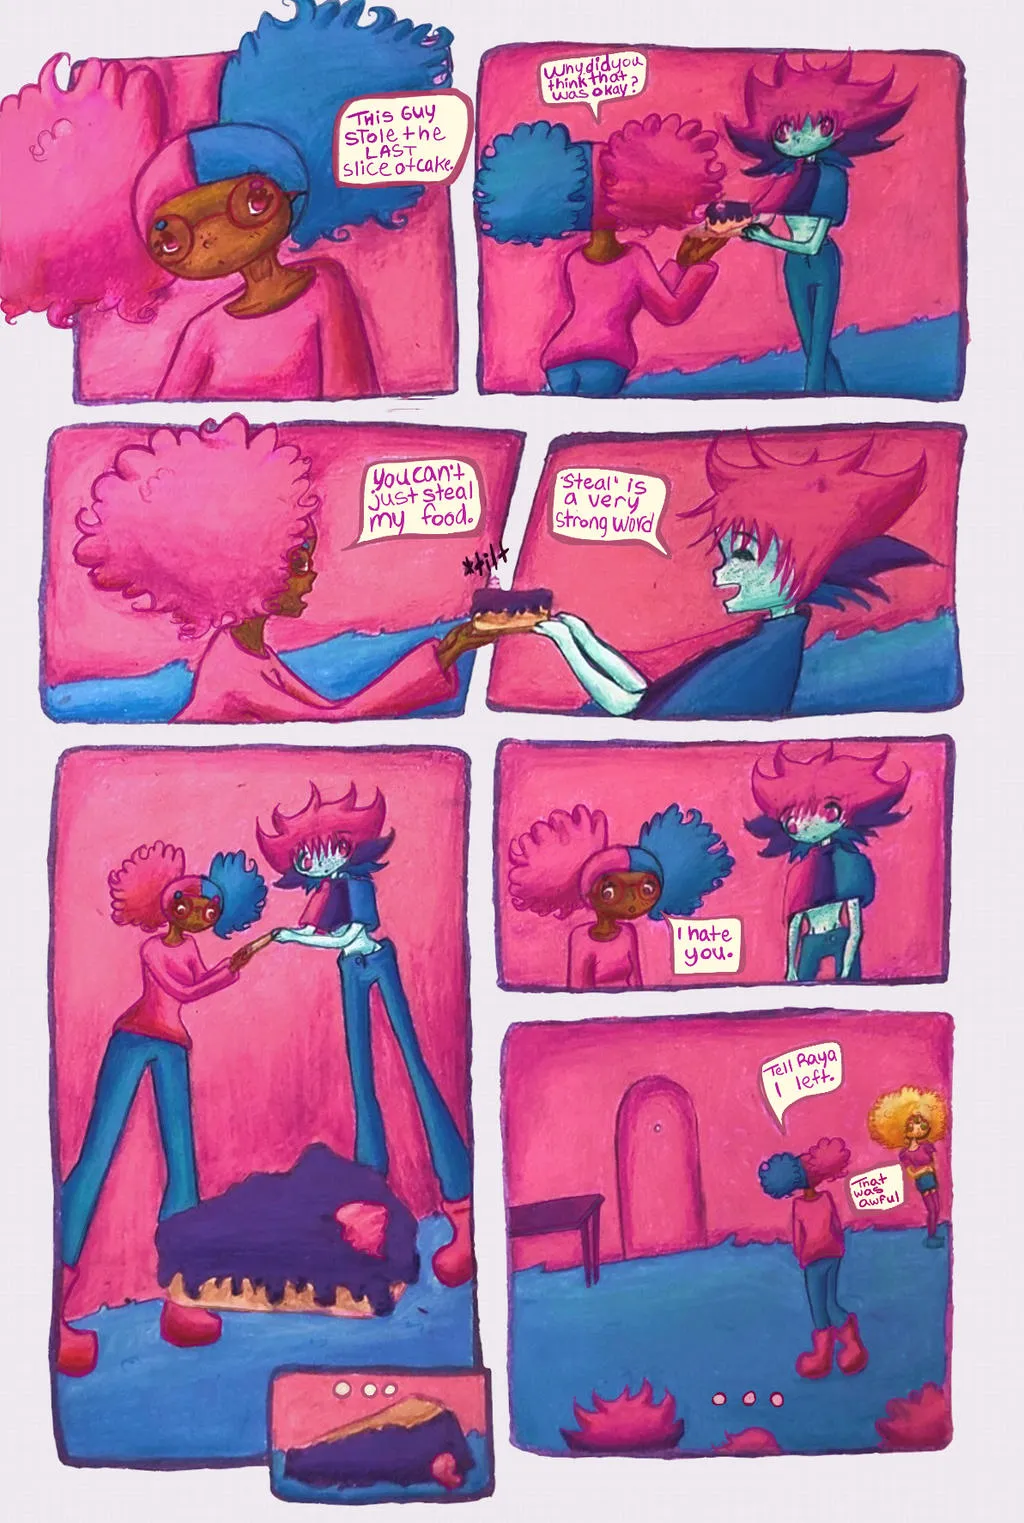 This Guy
stole the
LAST
slice of cake.
Why did you
think that
was okay?
You can't
just steal
my food.
"Steal" is
a very
strong word
*tilt
I hate
you.
Tell Raya
I left.
That
was
awful